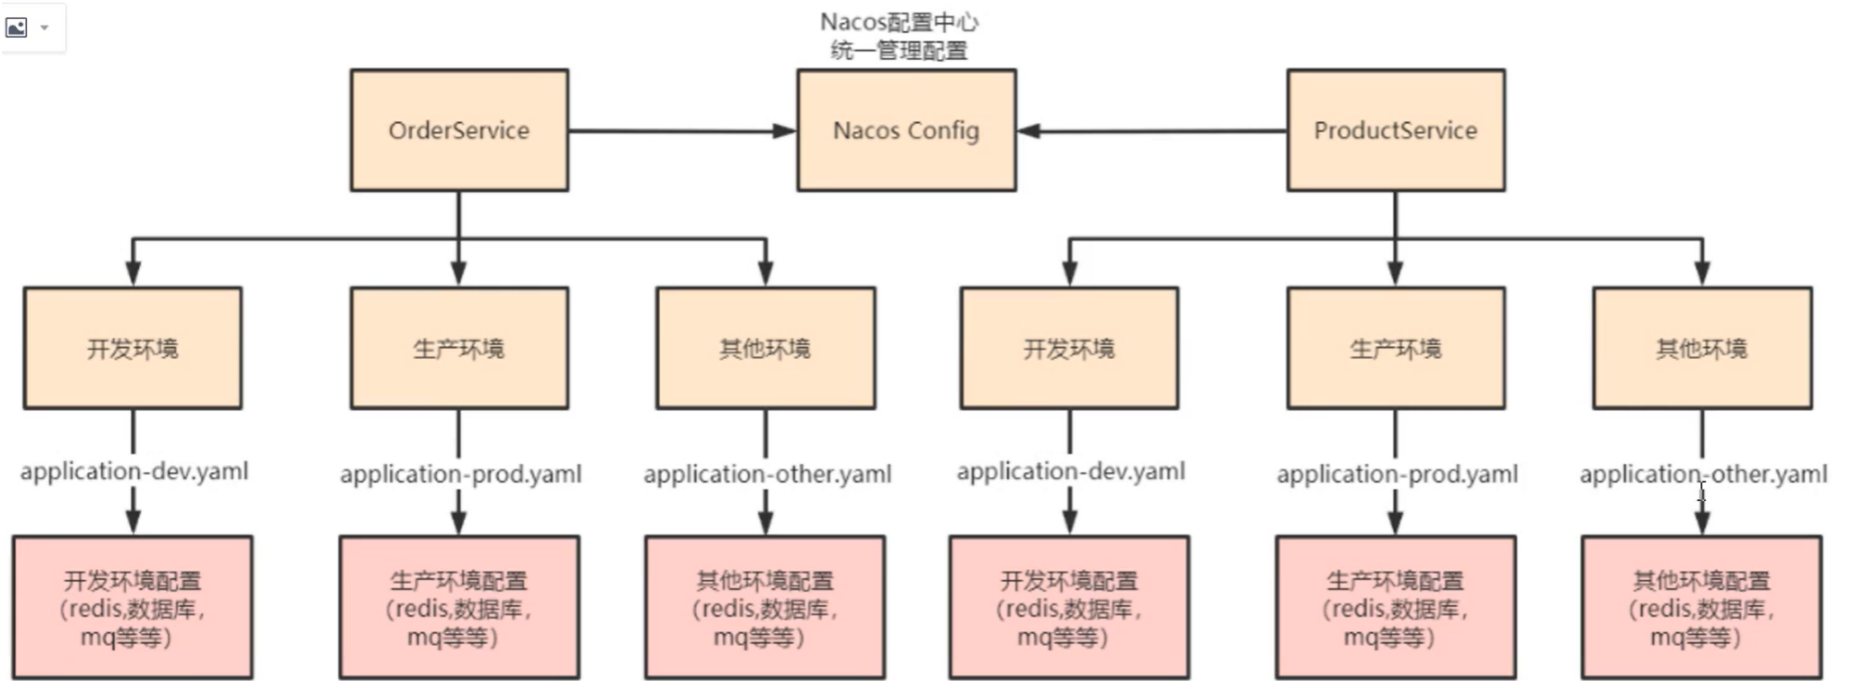 Nacos配置中心
统一管理配置
OrderService
Nacos Config
ProductService
开发环境
生产环境
其他环境
开发环境
生产环境
其他环境
application-dev.yaml
application-prod.yaml
application-other.yaml
application-dev.yaml
application-prod.yaml
application-other.yaml
开发环境配置
（redis,数据库，
mq等等）
生产环境配置
（redis,数据库，
mq等等）
其他环境配置
（redis,数据库，
mq等等）
开发环境配置
（redis,数据库，
mq等等）
生产环境配置
（redis,数据库，
mq等等）
其他环境配置
（redis,数据库，
mq等等）